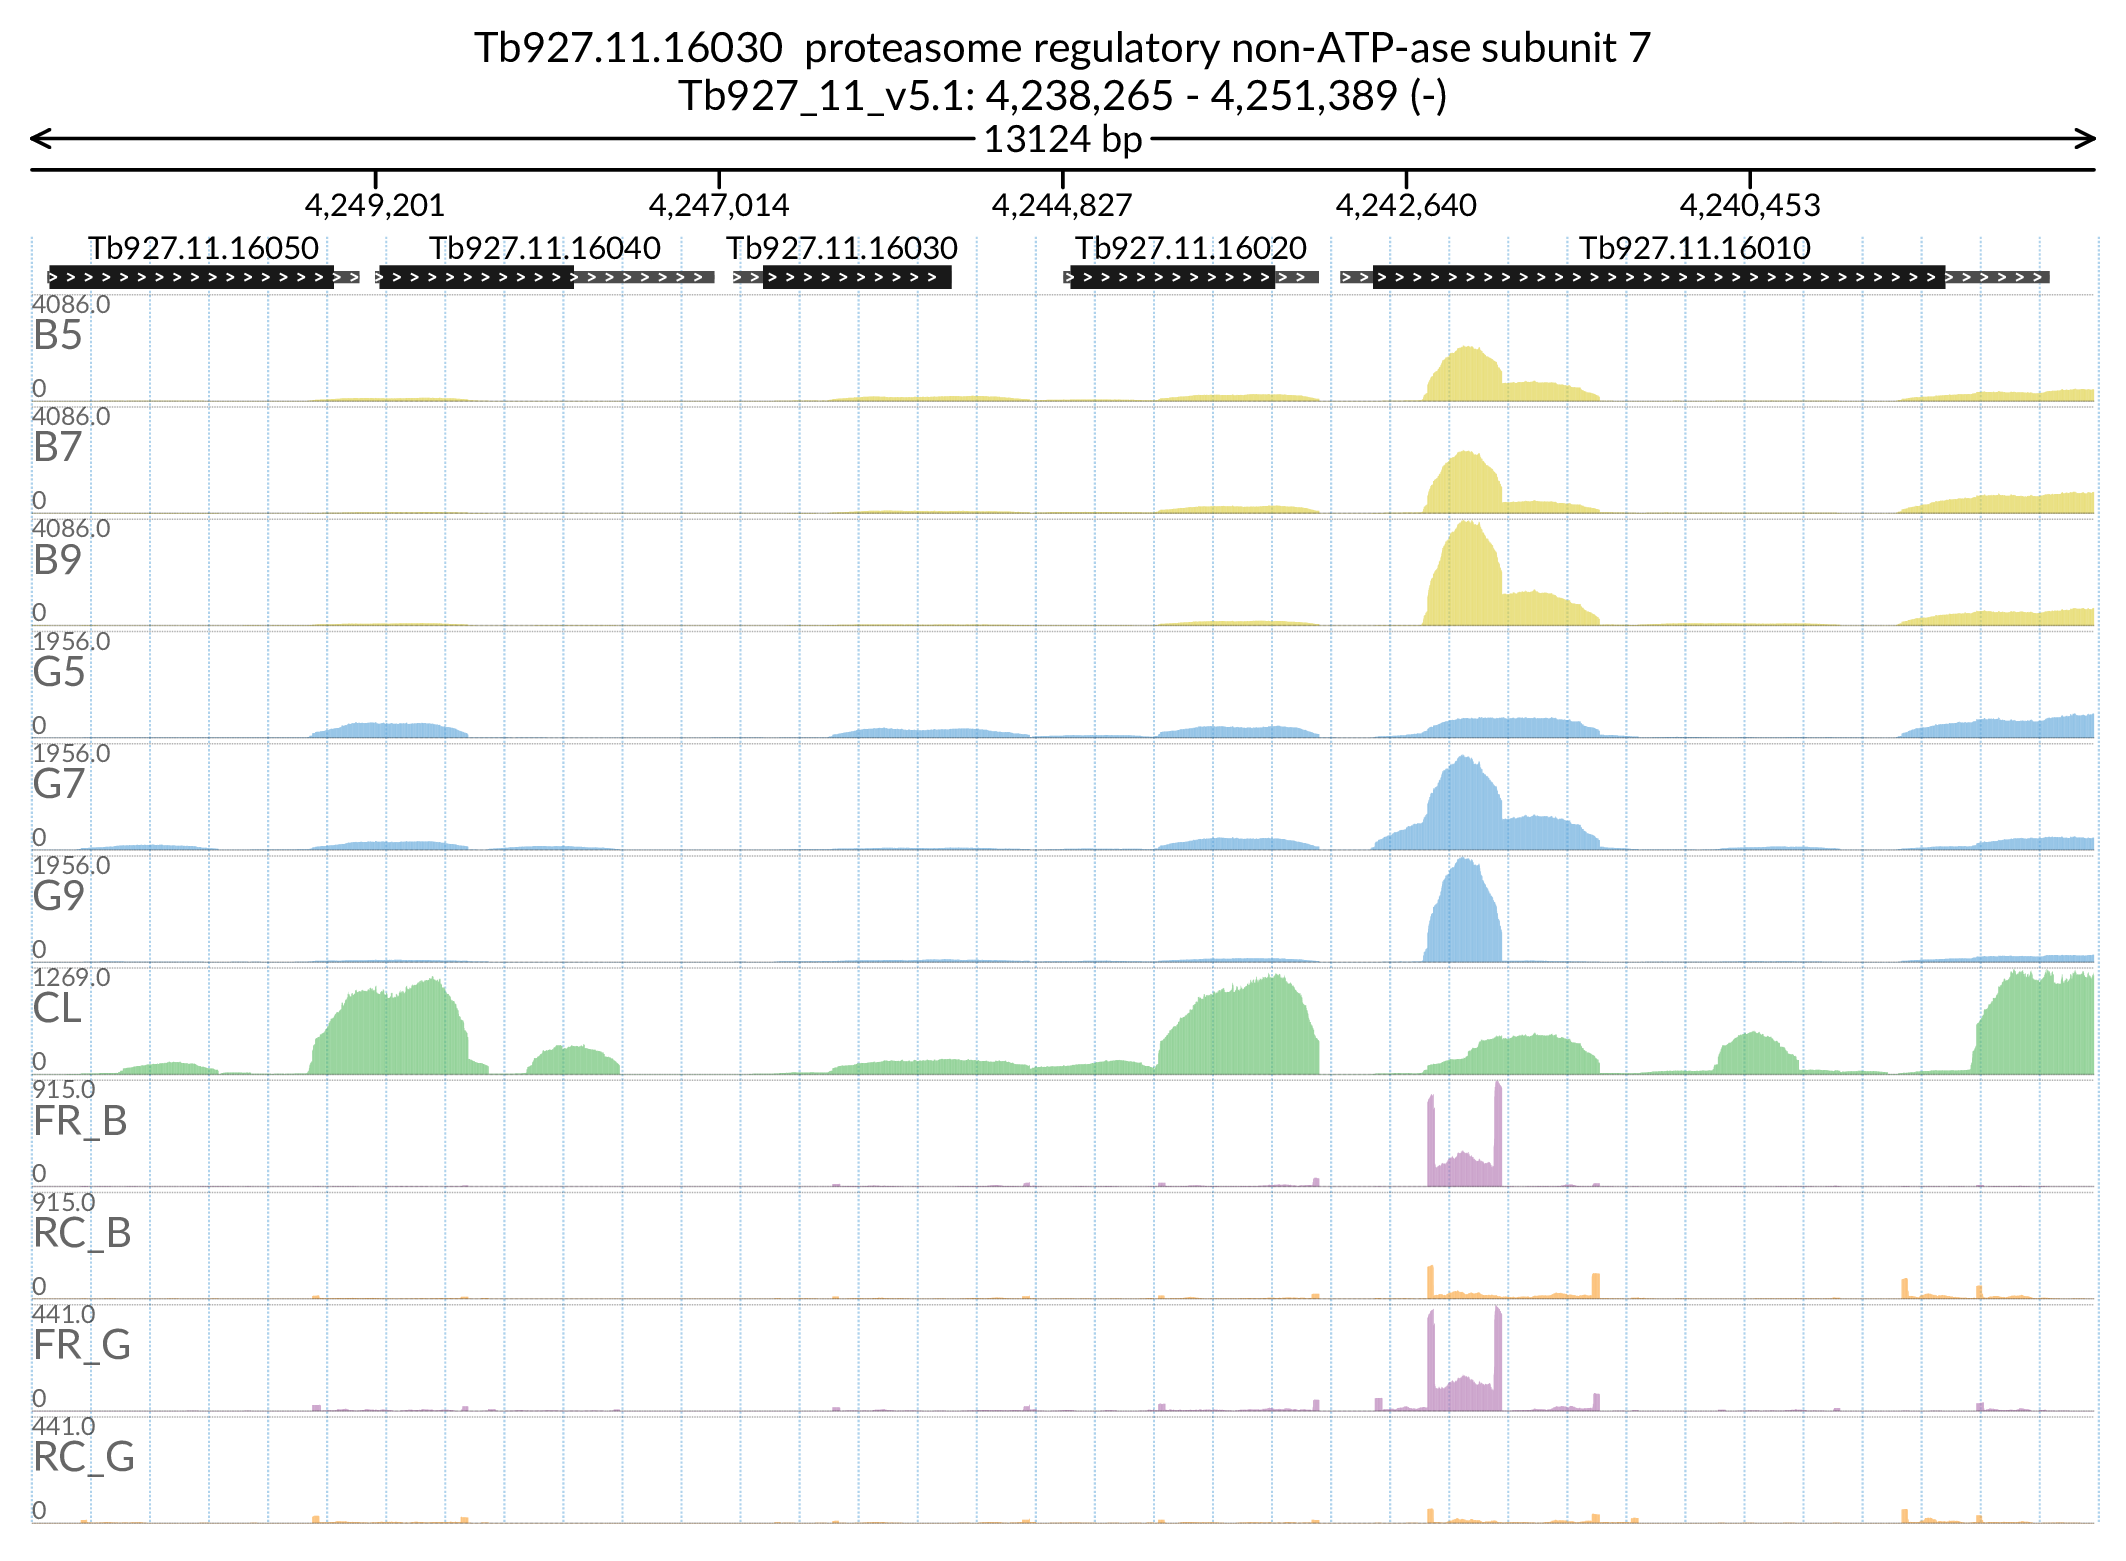 Tb927.11.16030 proteasome regulatory non-ATP-ase subunit 7
Tb927_11_v5.1: 4,238,265 - 4,251,389 (-)
13124 bp
4,249,201 4,247,014 4,244,827 4,242,640 4,240,453
Tb927.11.16050 Tb927.11.16040 Tb927.11.16030 Tb927.11.16020 Tb927.11.16010
4086.0
B5
0
4086.0
B7
0
4086.0
B9
0
1956.0
G5
0
1956.0
G7
0
1956.0
G9
0
1269.0
CL
0
915.0
FR_B
0
915.0
RC_B
0
441.0
FR_G
0
441.0
RC_G
0